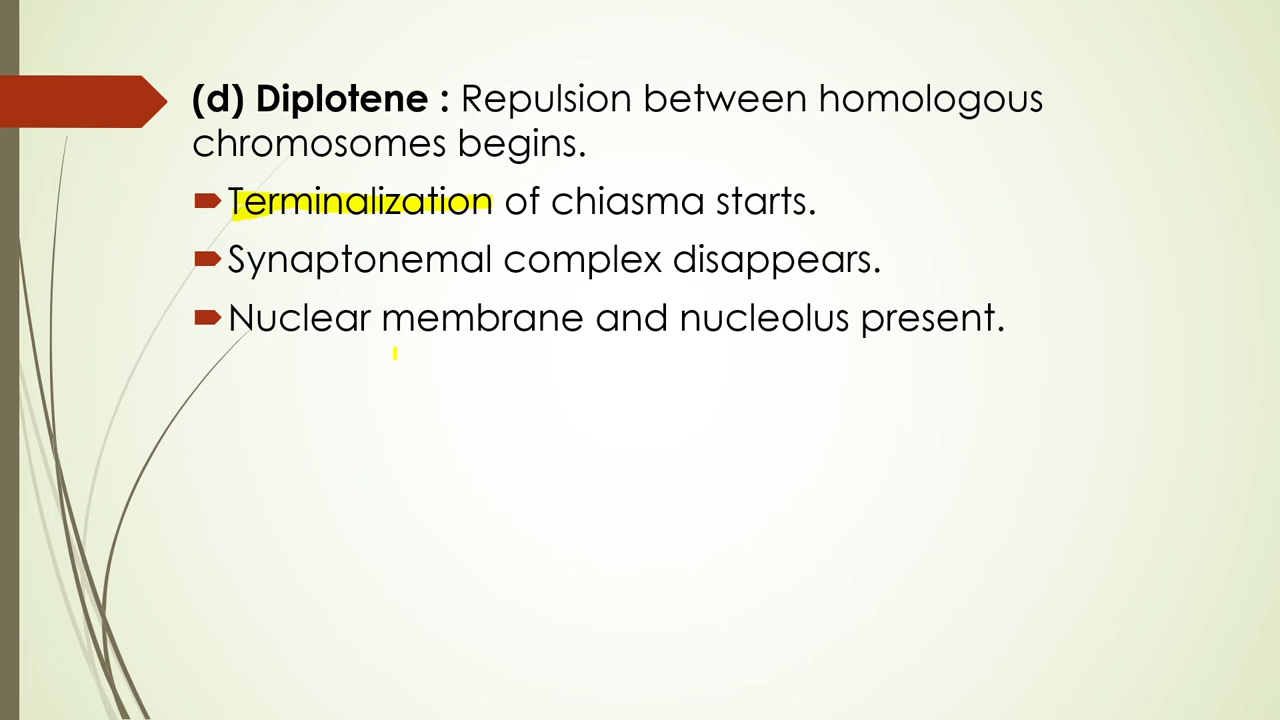 (d) Diplotene : Repulsion between homologous
chromosomes begins.
Terminalization of chiasma starts.
Synaptonemal complex disappears.
Nuclear membrane and nucleolus present.